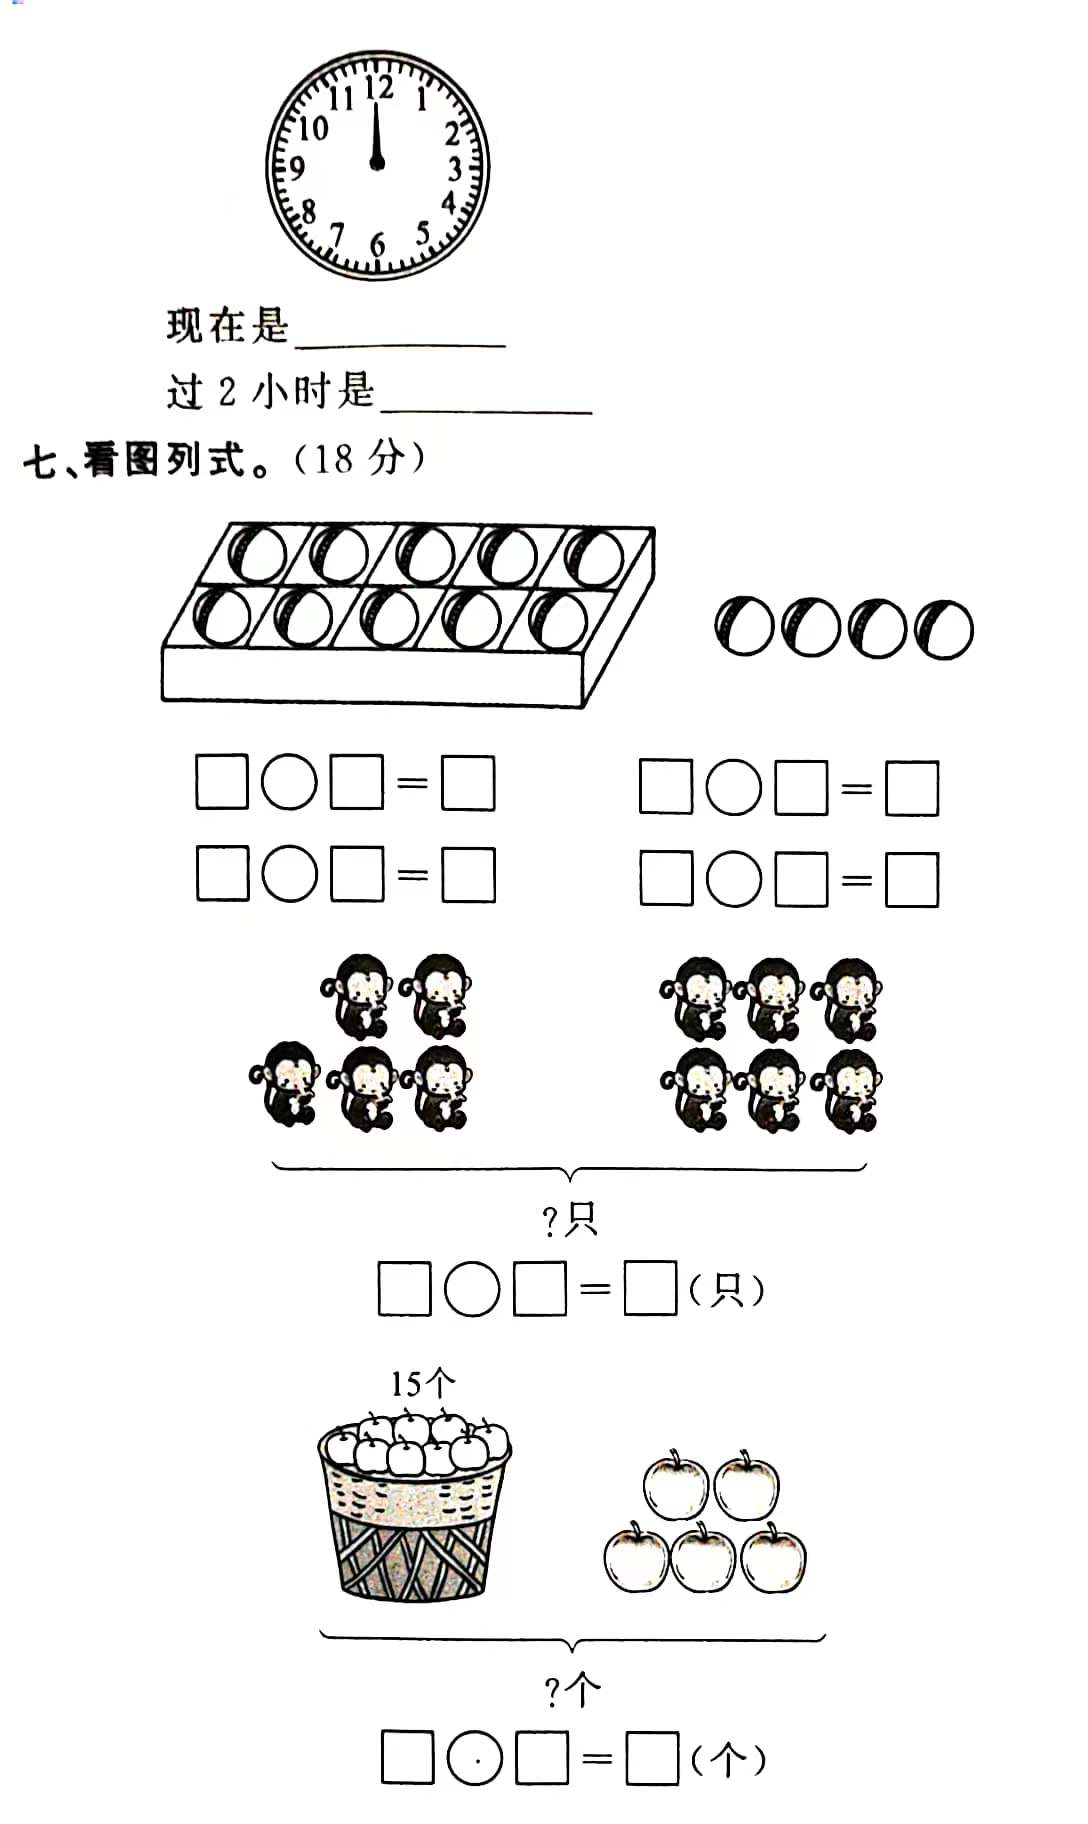 11 12 1
10 2
9 3
8 4
7 6 5
现在是
过 2 小时是
七、看图列式。(18 分)
□○□=□ □○□=□
□○□=□ □○□=□
?只
□○□=□(只)
15个
?个
□○□=□(个)